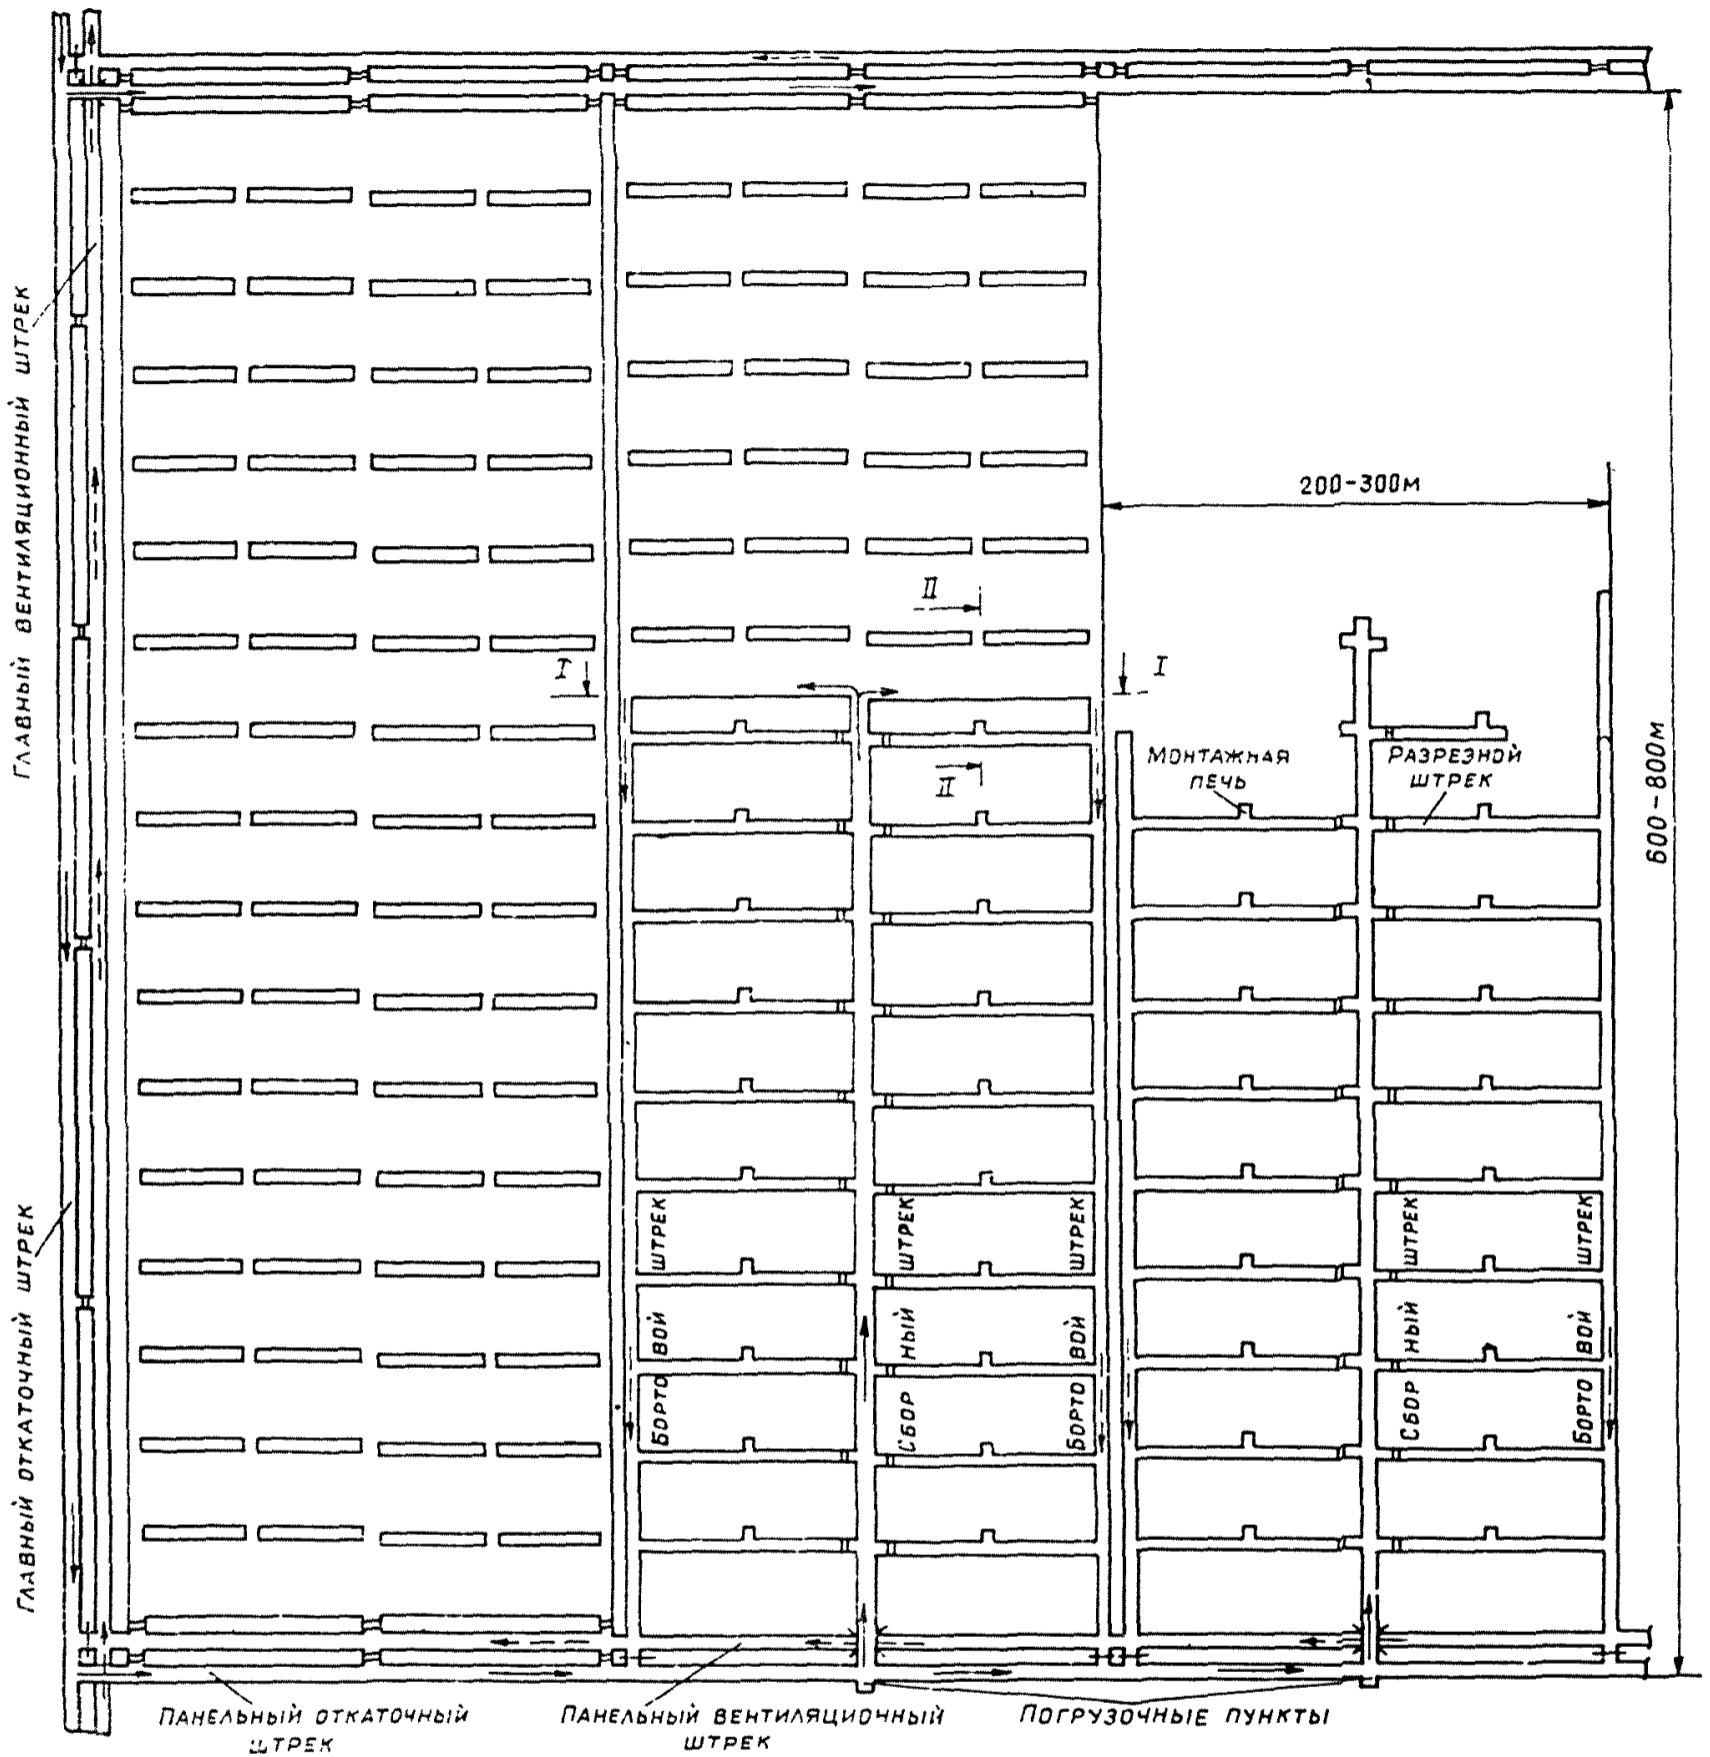 ГЛАВНЫЙ ВЕНТИЛЯЦИОННЫЙ ШТРЕК
ГЛАВНЫЙ ОТКАТОЧНЫЙ ШТРЕК
200-300м
600-800м
II
I
I
II
МОНТАЖНАЯ
ПЕЧЬ
РАЗРЕЗНОЙ
ШТРЕК
БОРТОВОЙ ШТРЕК
СБОРНЫЙ ШТРЕК
БОРТОВОЙ ШТРЕК
СБОРНЫЙ ШТРЕК
БОРТОВОЙ ШТРЕК
ПАНЕЛЬНЫЙ ОТКАТОЧНЫЙ
ШТРЕК
ПАНЕЛЬНЫЙ ВЕНТИЛЯЦИОННЫЙ
ШТРЕК
ПОГРУЗОЧНЫЕ ПУНКТЫ